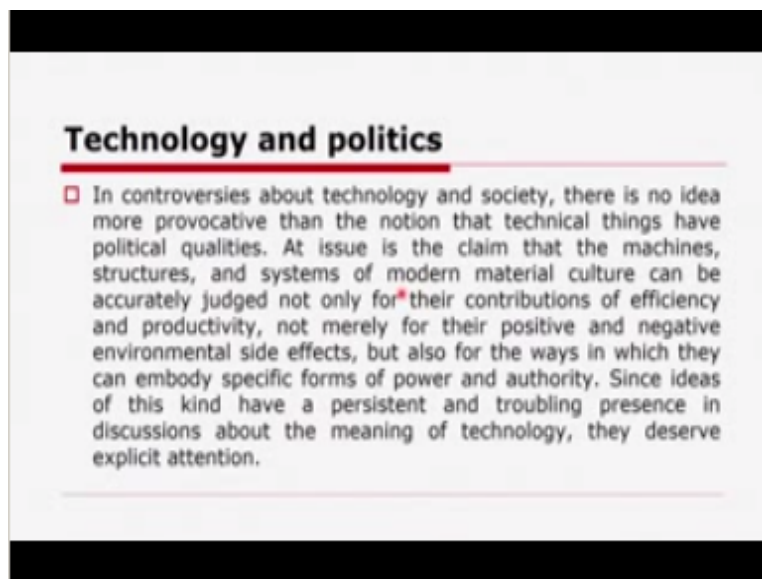 Technology and politics
In controversies about technology and society, there is no idea
more provocative than the notion that technical things have
political qualities. At issue is the claim that the machines,
structures, and systems of modern material culture can be
accurately judged not only for their contributions of efficiency
and productivity, not merely for their positive and negative
environmental side effects, but also for the ways in which they
can embody specific forms of power and authority. Since ideas
of this kind have a persistent and troubling presence in
discussions about the meaning of technology, they deserve
explicit attention.